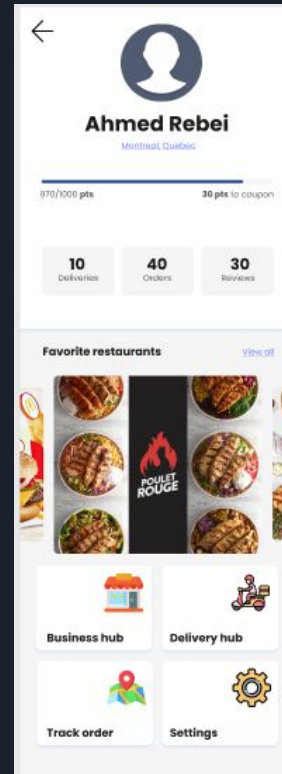 Ahmed Rebei
Montreal, Quebec
870/1000 pts 30 pts to coupon
10 40 30
Deliveries Orders Reviews
Favorite restaurants View all
POULET
ROUGE
Business hub Delivery hub
Track order Settings